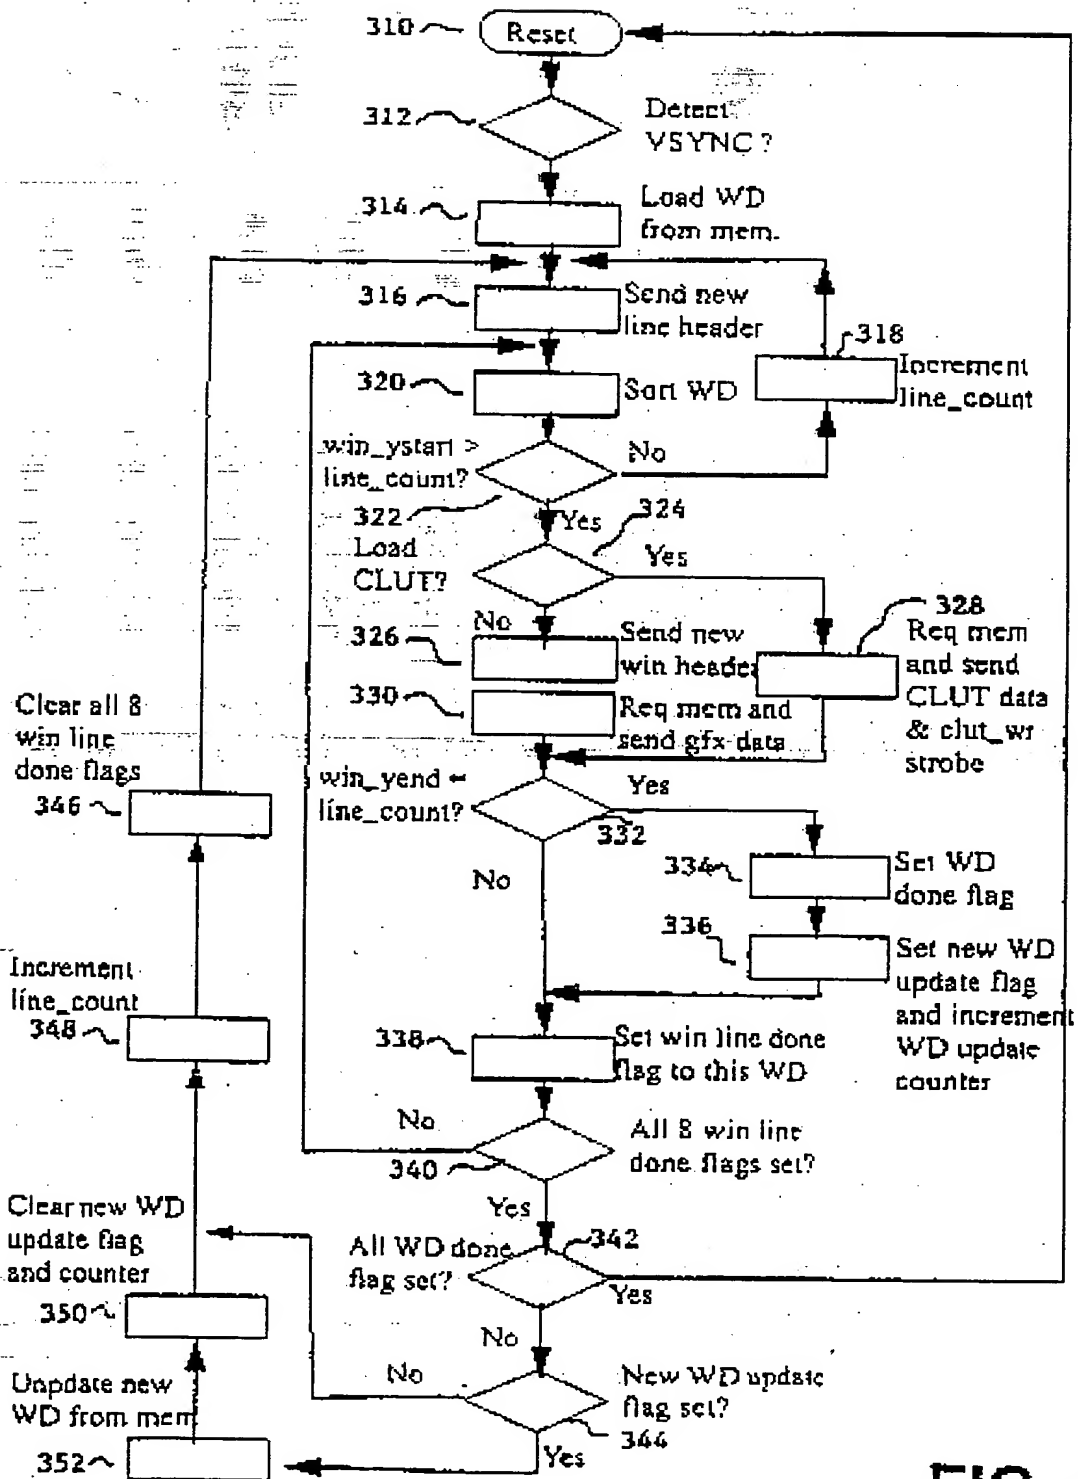 310 Reset
312 Detect
VSYNC ?
314 Load WD
from mem.
316 Send new
line header
318
Increment
line_count
320 Sort WD
win_ystart >
line_count?
No
322
Yes
324
Load
CLUT?
Yes
No
326 Send new
win header
328
Req mem
and send
CLUT data
& clut_wr
strobe
330 Req mem and
send gfx data
win_yend =
line_count?
Yes
332
No
334 Set WD
done flag
336
Set new WD
update flag
and increment
WD update
counter
338 Set win line done
flag to this WD
No
340
All 8 win line
done flags set?
Yes
342
All WD done
flag set?
Yes
No
New WD update
flag set?
344
No
Yes
Clear all 8
win line
done flags
346
Increment
line_count
348
Clear new WD
update flag
and counter
350
Unpdate new
WD from mem
352
FIG